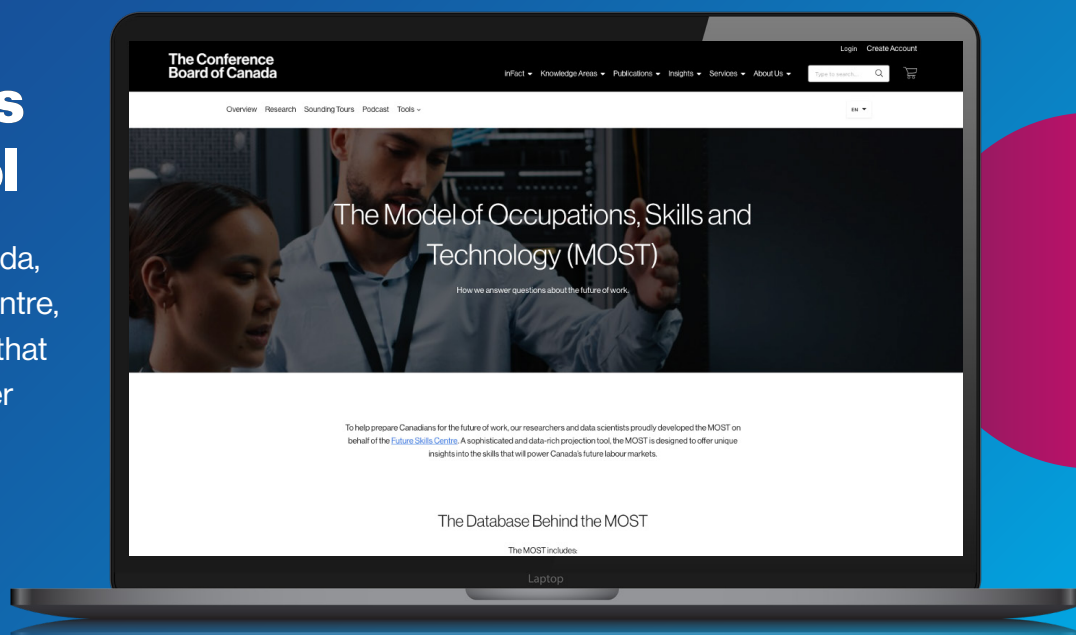 s
ol
da,
ntre,
that
er
Login Create Account
The Conference
Board of Canada
inFact Knowledge Areas Publications Insights Services About Us Type to search...
Overview Research Sounding Tours Podcast Tools
EN
The Model of Occupations, Skills and
Technology (MOST)
How we answer questions about the future of work.
To help prepare Canadians for the future of work, our researchers and data scientists proudly developed the MOST on
behalf of the Future Skills Centre. A sophisticated and data-rich projection tool, the MOST is designed to offer unique
insights into the skills that will power Canada's future labour markets.
The Database Behind the MOST
The MOST includes:
Laptop